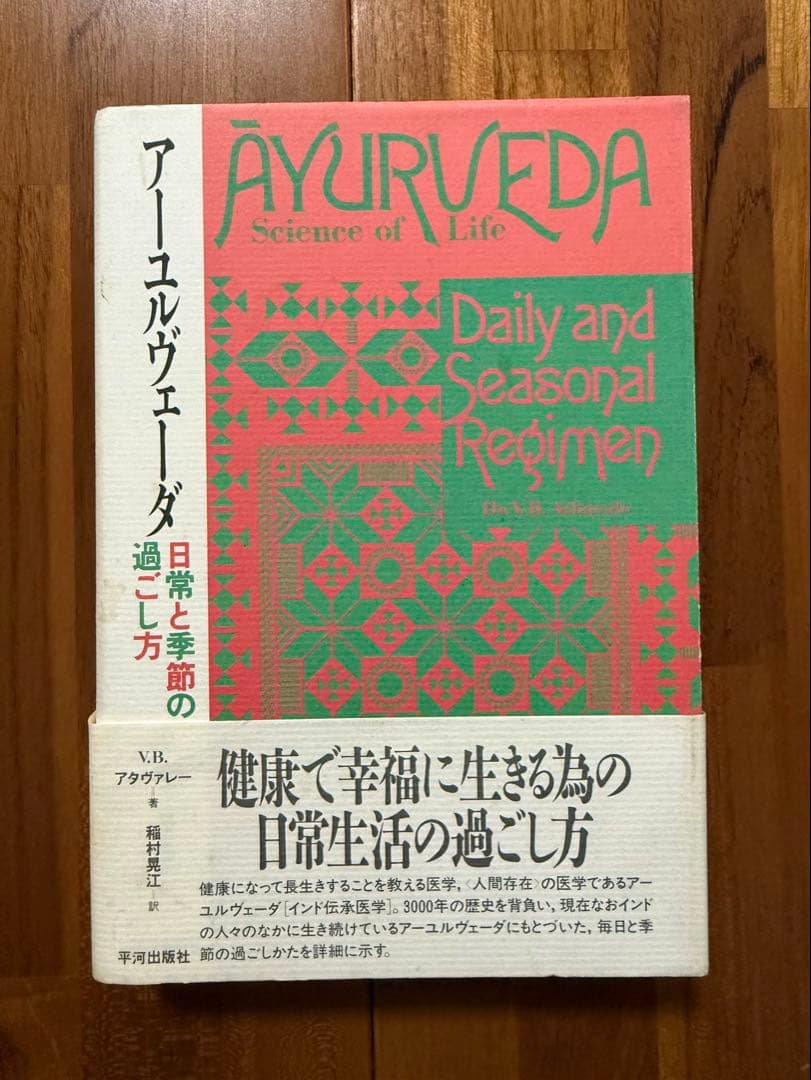 ĀYURVEDA
Science of Life
Daily and
Seasonal
Regimen
Dr. V.B. Athavale
アーユルヴェーダ
日常と季節の
過ごし方
V.B.
アタヴァレー
著
稲村晃江
訳
平河出版社
健康で幸福に生きる為の
日常生活の過ごし方
健康になって長生きすることを教える医学,〈人間存在〉の医学であるアー
ユルヴェーダ[インド伝承医学]。3000年の歴史を背負い,現在なおインド
の人々のなかに生き続けているアーユルヴェーダにもとづいた,毎日と季
節の過ごしかたを詳細に示す。